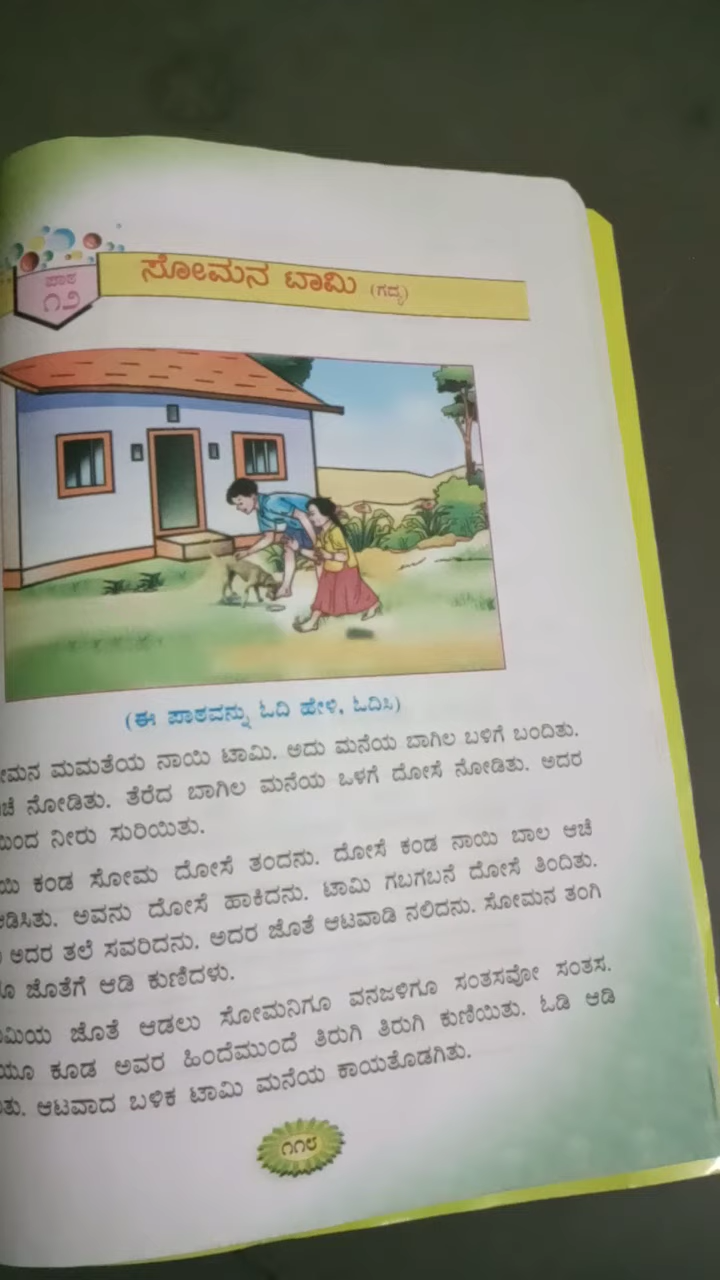 ಪಾಠ
೧೨
ಸೋಮನ ಟಾಮಿ (ಗದ್ಯ)
(ಈ ಪಾಠವನ್ನು ಓದಿ ಹೇಳಿ, ಓದಿಸಿ)
ಮಮತೆಯ ನಾಯಿ ಟಾಮಿ. ಅದು ಮನೆಯ ಬಾಗಿಲ ಬಳಿಗೆ ಬಂದಿತು.
ನೋಡಿತು. ತೆರೆದ ಬಾಗಿಲ ಮನೆಯ ಒಳಗೆ ದೋಸೆ ನೋಡಿತು. ಅದರ
ನೀರು ಸುರಿಯಿತು.
ಕಂಡ ಸೋಮ ದೋಸೆ ತಂದನು. ದೋಸೆ ಕಂಡ ನಾಯಿ ಬಾಲ ಆಚೆ
ಅವನು ದೋಸೆ ಹಾಕಿದನು. ಟಾಮಿ ಗಬಗಬನೆ ದೋಸೆ ತಿಂದಿತು.
ಅದರ ತಲೆ ಸವರಿದನು. ಅದರ ಜೊತೆ ಆಟವಾಡಿ ನಲಿದನು. ಸೋಮನ ತಂಗಿ
ಜೊತೆಗೆ ಆಡಿ ಕುಣಿದಳು.
ಜೊತೆ ಆಡಲು ಸೋಮನಿಗೂ ವನಜಳಿಗೂ ಸಂತಸವೋ ಸಂತಸ.
ಕೂಡ ಅವರ ಹಿಂದೆಮುಂದೆ ತಿರುಗಿ ತಿರುಗಿ ಕುಣಿಯಿತು. ಓಡಿ ಆಡಿ
ಆಟವಾದ ಬಳಿಕ ಟಾಮಿ ಮನೆಯ ಕಾಯತೊಡಗಿತು.
೧೧೮